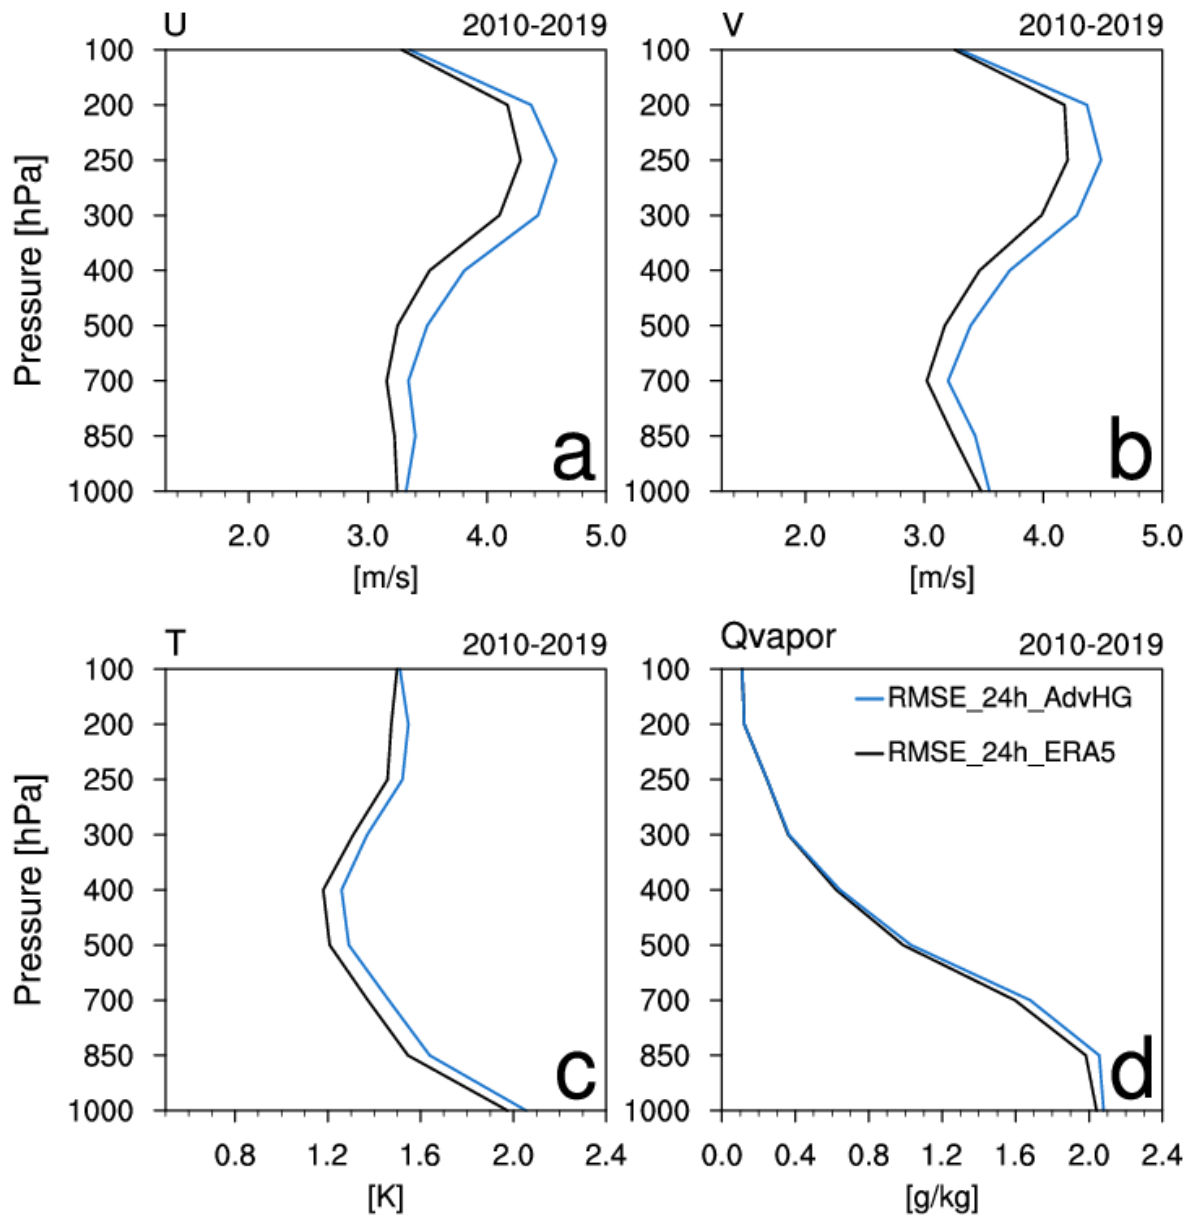 U 2010-2019
100
200
250
300
400
500
700
850
1000
Pressure [hPa]
2.0 3.0 4.0 5.0
[m/s]
a
V 2010-2019
100
200
250
300
400
500
700
850
1000
2.0 3.0 4.0 5.0
[m/s]
b
T 2010-2019
100
200
250
300
400
500
700
850
1000
Pressure [hPa]
0.8 1.2 1.6 2.0 2.4
[K]
c
Qvapor 2010-2019
100
200
250
300
400
500
700
850
1000
RMSE_24h_AdvHG
RMSE_24h_ERA5
0.0 0.4 0.8 1.2 1.6 2.0 2.4
[g/kg]
d